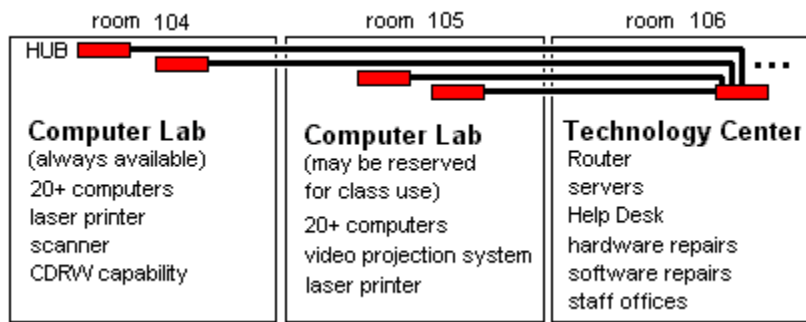 room 104
room 105
room 106
HUB
Computer Lab
(always available)
20+ computers
laser printer
scanner
CDRW capability
Computer Lab
(may be reserved
for class use)
20+ computers
video projection system
laser printer
...
Technology Center
Router
servers
Help Desk
hardware repairs
software repairs
staff offices